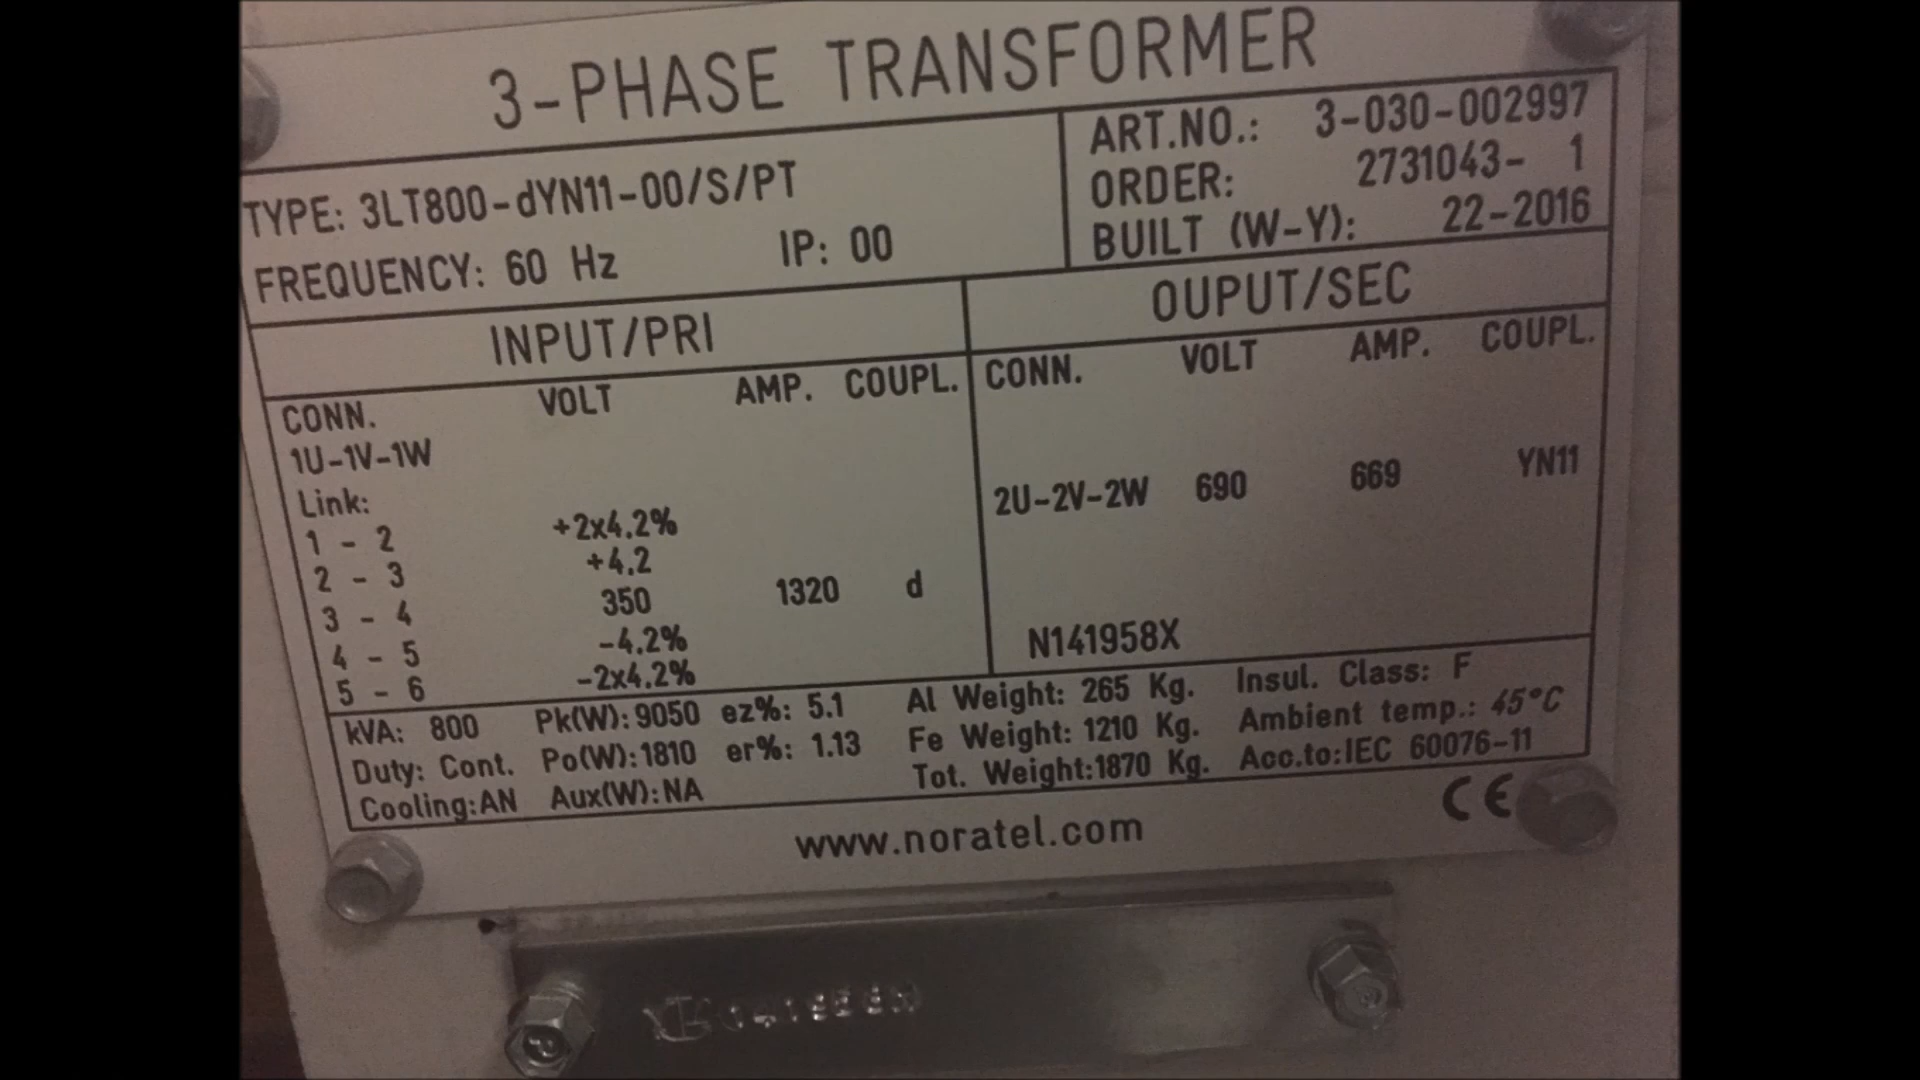 3-PHASE TRANSFORMER
TYPE: 3LT800-dYN11-00/S/PT
FREQUENCY: 60 Hz IP: 00
ART.NO.: 3-030-002997
ORDER: 2731043- 1
BUILT (W-Y): 22-2016
INPUT/PRI
CONN. VOLT AMP. COUPL.
1U-1V-1W
Link:
1 - 2 +2x4.2%
2 - 3 +4.2
3 - 4 350 1320 d
4 - 5 -4.2%
5 - 6 -2x4.2%
OUPUT/SEC
CONN. VOLT AMP. COUPL.
2U-2V-2W 690 669 YN11
N141958X
kVA: 800 Pk(W): 9050 ez%: 5.1 Al Weight: 265 Kg. Insul. Class: F
Duty: Cont. Po(W): 1810 er%: 1.13 Fe Weight: 1210 Kg. Ambient temp.: 45°C
Cooling: AN Aux(W): NA Tot. Weight: 1870 Kg. Acc.to: IEC 60076-11
www.noratel.com CE